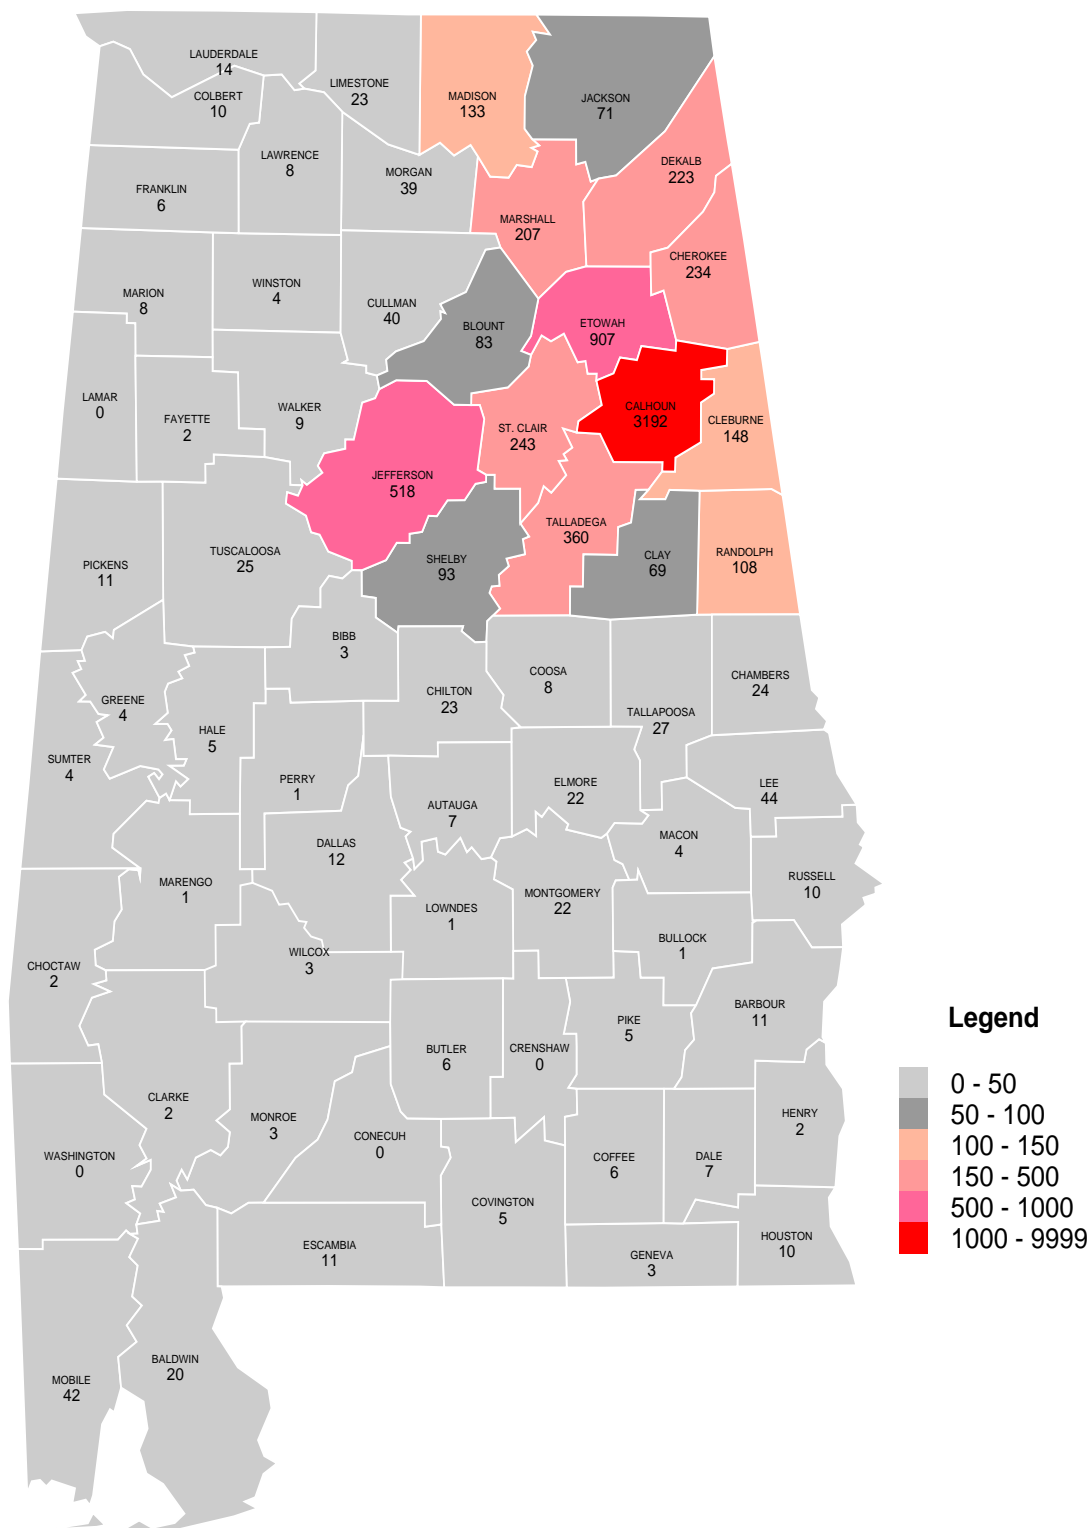 LAUDERDALE
14
LIMESTONE
23
MADISON
133
JACKSON
71
COLBERT
10
LAWRENCE
8
FRANKLIN
6
MORGAN
39
DEKALB
223
MARSHALL
207
CHEROKEE
234
MARION
8
WINSTON
4
CULLMAN
40
BLOUNT
83
ETOWAH
907
LAMAR
0
FAYETTE
2
WALKER
9
ST. CLAIR
243
CALHOUN
3192
CLEBURNE
148
JEFFERSON
518
PICKENS
11
TUSCALOOSA
25
SHELBY
93
TALLADEGA
360
CLAY
69
RANDOLPH
108
BIBB
3
GREENE
4
HALE
5
CHILTON
23
COOSA
8
TALLAPOOSA
27
CHAMBERS
24
SUMTER
4
PERRY
1
AUTAUGA
7
ELMORE
22
LEE
44
DALLAS
12
MACON
4
MARENGO
1
LOWNDES
1
MONTGOMERY
22
RUSSELL
10
CHOCTAW
2
WILCOX
3
BULLOCK
1
BARBOUR
11
BUTLER
6
CRENSHAW
0
PIKE
5
CLARKE
2
MONROE
3
CONECUH
0
HENRY
2
WASHINGTON
0
COFFEE
6
DALE
7
COVINGTON
5
ESCAMBIA
11
GENEVA
3
HOUSTON
10
MOBILE
42
BALDWIN
20
Legend
0 - 50
50 - 100
100 - 150
150 - 500
500 - 1000
1000 - 9999